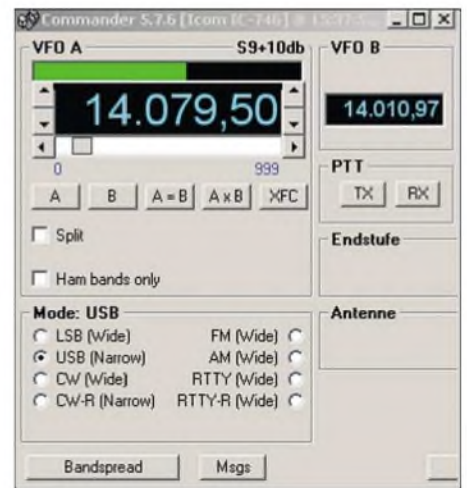 Commander 5.7.6 [Icom IC-746] @
VFO A S9+10db
14.079,50
0 999
A B A = B A x B XFC
Split
Ham bands only
VFO B
14.010,97
PTT
TX RX
Endstufe
Mode: USB
LSB (Wide) FM (Wide)
USB (Narrow) AM (Wide)
CW (Wide) RTTY (Wide)
CW-R (Narrow) RTTY-R (Wide)
Antenne
Bandspread Msgs